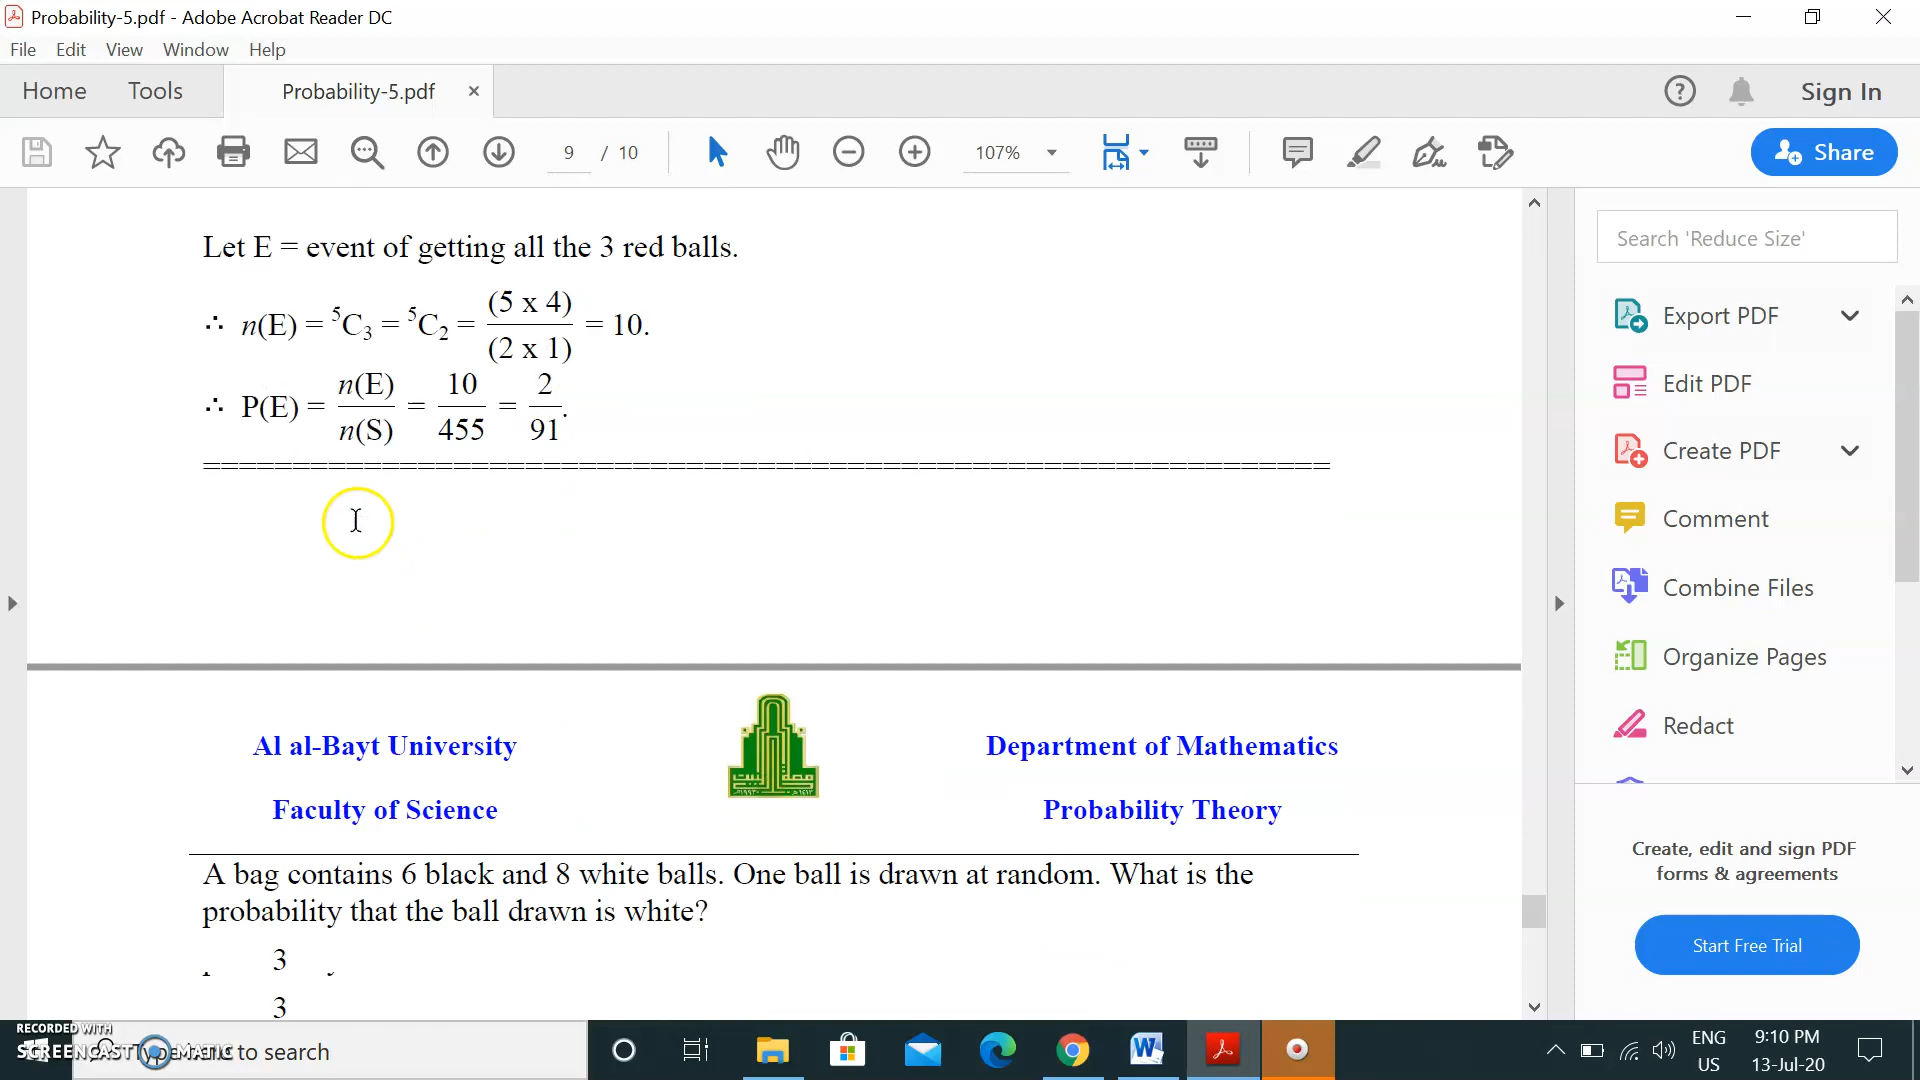 Probability-5.pdf - Adobe Acrobat Reader DC
File Edit View Window Help
Home Tools Probability-5.pdf × Sign In
9 / 10 107% Share
Let E = event of getting all the 3 red balls.
∴ n(E) = ⁵C₃ = ⁵C₂ = (5 x 4) / (2 x 1) = 10.
∴ P(E) = n(E) / n(S) = 10 / 455 = 2 / 91.
==============================================================
Al al-Bayt University
Department of Mathematics
Faculty of Science
Probability Theory
A bag contains 6 black and 8 white balls. One ball is drawn at random. What is the
probability that the ball drawn is white?
3
3
Search 'Reduce Size'
Export PDF
Edit PDF
Create PDF
Comment
Combine Files
Organize Pages
Redact
Create, edit and sign PDF
forms & agreements
Start Free Trial
RECORDED WITH
SCREENCAST MATIC
to search
ENG
US
9:10 PM
13-Jul-20